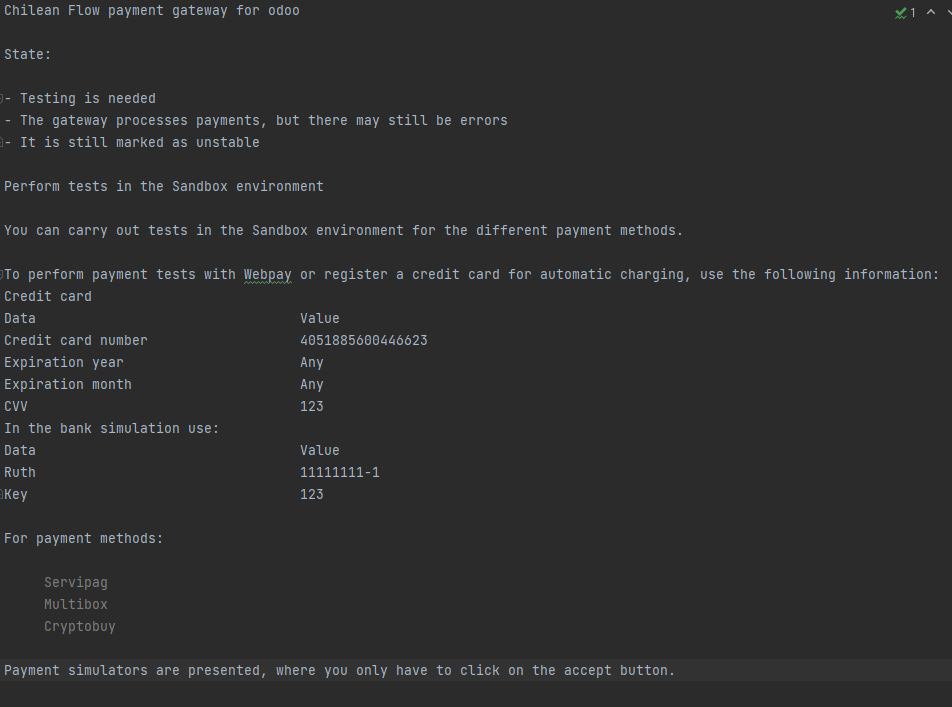 Chilean Flow payment gateway for odoo
1
State:
- Testing is needed
- The gateway processes payments, but there may still be errors
- It is still marked as unstable
Perform tests in the Sandbox environment
You can carry out tests in the Sandbox environment for the different payment methods.
To perform payment tests with Webpay or register a credit card for automatic charging, use the following information:
Credit card
Data Value
Credit card number 4051885600446623
Expiration year Any
Expiration month Any
CVV 123
In the bank simulation use:
Data Value
Ruth 11111111-1
Key 123
For payment methods:
Servipag
Multibox
Cryptobuy
Payment simulators are presented, where you only have to click on the accept button.